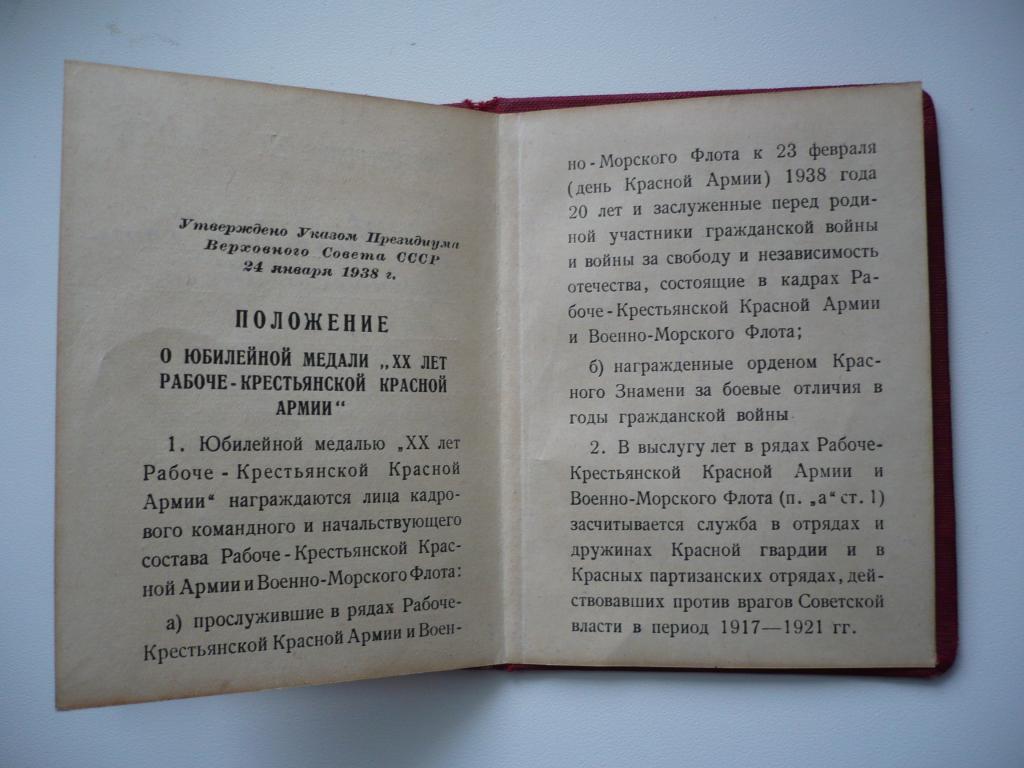 Утверждено Указом Президиума
Верховного Совета СССР
24 января 1938 г.
ПОЛОЖЕНИЕ
О ЮБИЛЕЙНОЙ МЕДАЛИ „XX ЛЕТ
РАБОЧЕ-КРЕСТЬЯНСКОЙ КРАСНОЙ
АРМИИ“
1. Юбилейной медалью „XX лет
Рабоче - Крестьянской Красной
Армии“ награждаются лица кадро-
вого командного и начальствующего
состава Рабоче-Крестьянской Крас-
ной Армии и Военно-Морского Флота:
а) прослужившие в рядах Рабоче-
Крестьянской Красной Армии и Воен-
но-Морского Флота к 23 февраля
(день Красной Армии) 1938 года
20 лет и заслуженные перед роди-
ной участники гражданской войны
и войны за свободу и независимость
отечества, состоящие в кадрах Ра-
боче-Крестьянской Красной Армии
и Военно-Морского Флота;
б) награжденные орденом Крас-
ного Знамени за боевые отличия в
годы гражданской войны.
2. В выслугу лет в рядах Рабоче-
Крестьянской Красной Армии и
Военно-Морского Флота (п. „а“ ст. 1)
засчитывается служба в отрядах и
дружинах Красной гвардии и в
Красных партизанских отрядах, дей-
ствовавших против врагов Советской
власти в период 1917—1921 гг.